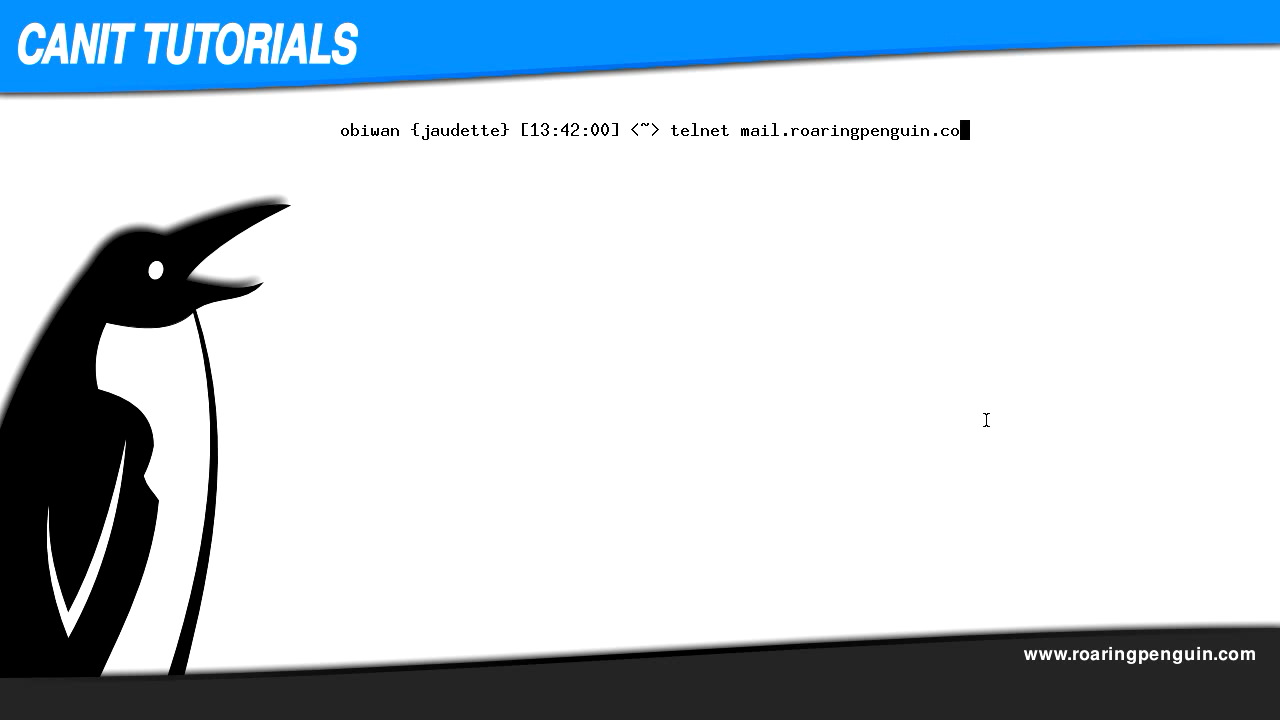 CANIT TUTORIALS
obiwan {jaudette} [13:42:00] <~> telnet mail.roaringpenguin.co
www.roaringpenguin.com